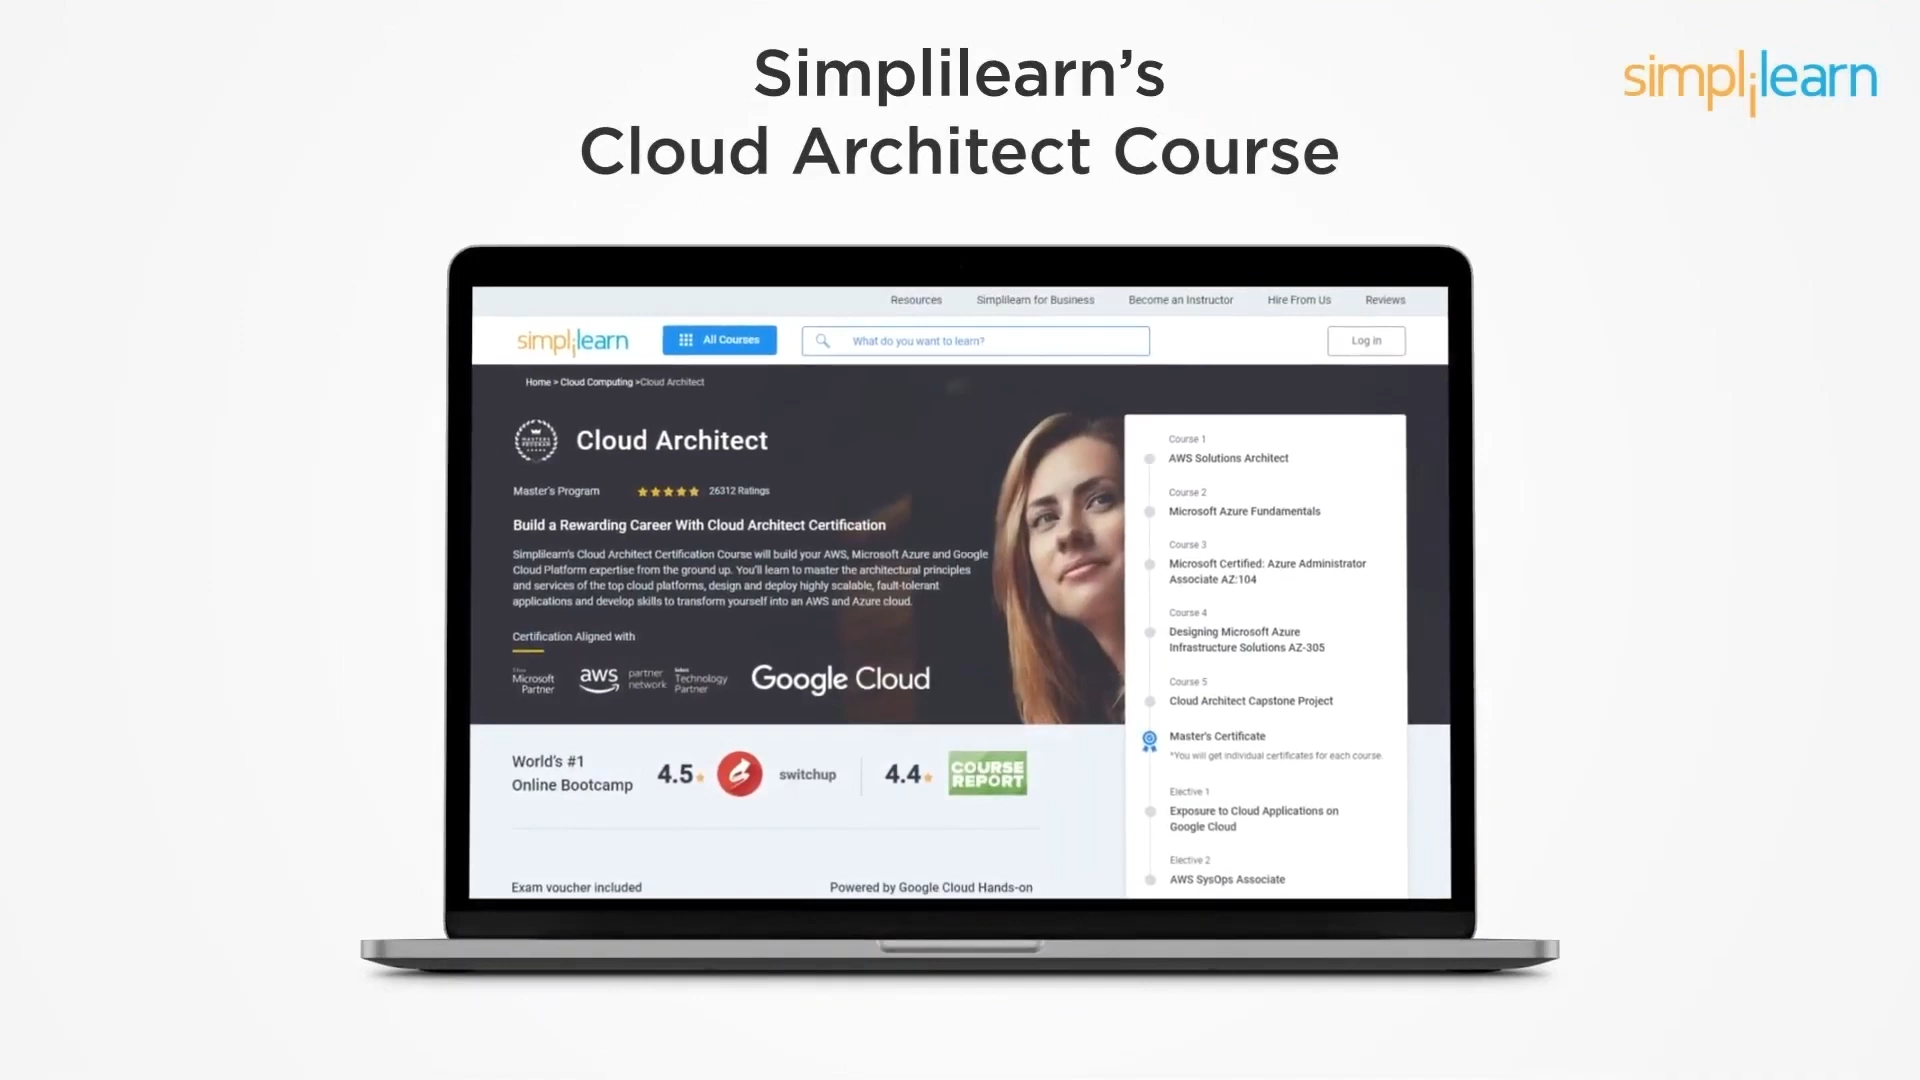 Simplilearn’s
Cloud Architect Course
simplilearn
Resources Simplilearn for Business Become an Instructor Hire From Us Reviews
simplilearn All Courses What do you want to learn? Log in
Home > Cloud Computing >Cloud Architect
MASTERS
PROGRAM
Cloud Architect
Master's Program 26312 Ratings
Build a Rewarding Career With Cloud Architect Certification
Simplilearn's Cloud Architect Certification Course will build your AWS, Microsoft Azure and Google
Cloud Platform expertise from the ground up. You'll learn to master the architectural principles
and services of the top cloud platforms, design and deploy highly scalable, fault-tolerant
applications and develop skills to transform yourself into an AWS and Azure cloud.
Certification Aligned with
Microsoft
Partner
aws partner
network
Select
Technology
Partner
Google Cloud
World's #1
Online Bootcamp
4.5 switchup
4.4 COURSE
REPORT
Exam voucher included Powered by Google Cloud Hands-on
Course 1
AWS Solutions Architect
Course 2
Microsoft Azure Fundamentals
Course 3
Microsoft Certified: Azure Administrator
Associate AZ:104
Course 4
Designing Microsoft Azure
Infrastructure Solutions AZ-305
Course 5
Cloud Architect Capstone Project
Master's Certificate
*You will get individual certificates for each course.
Elective 1
Exposure to Cloud Applications on
Google Cloud
Elective 2
AWS SysOps Associate